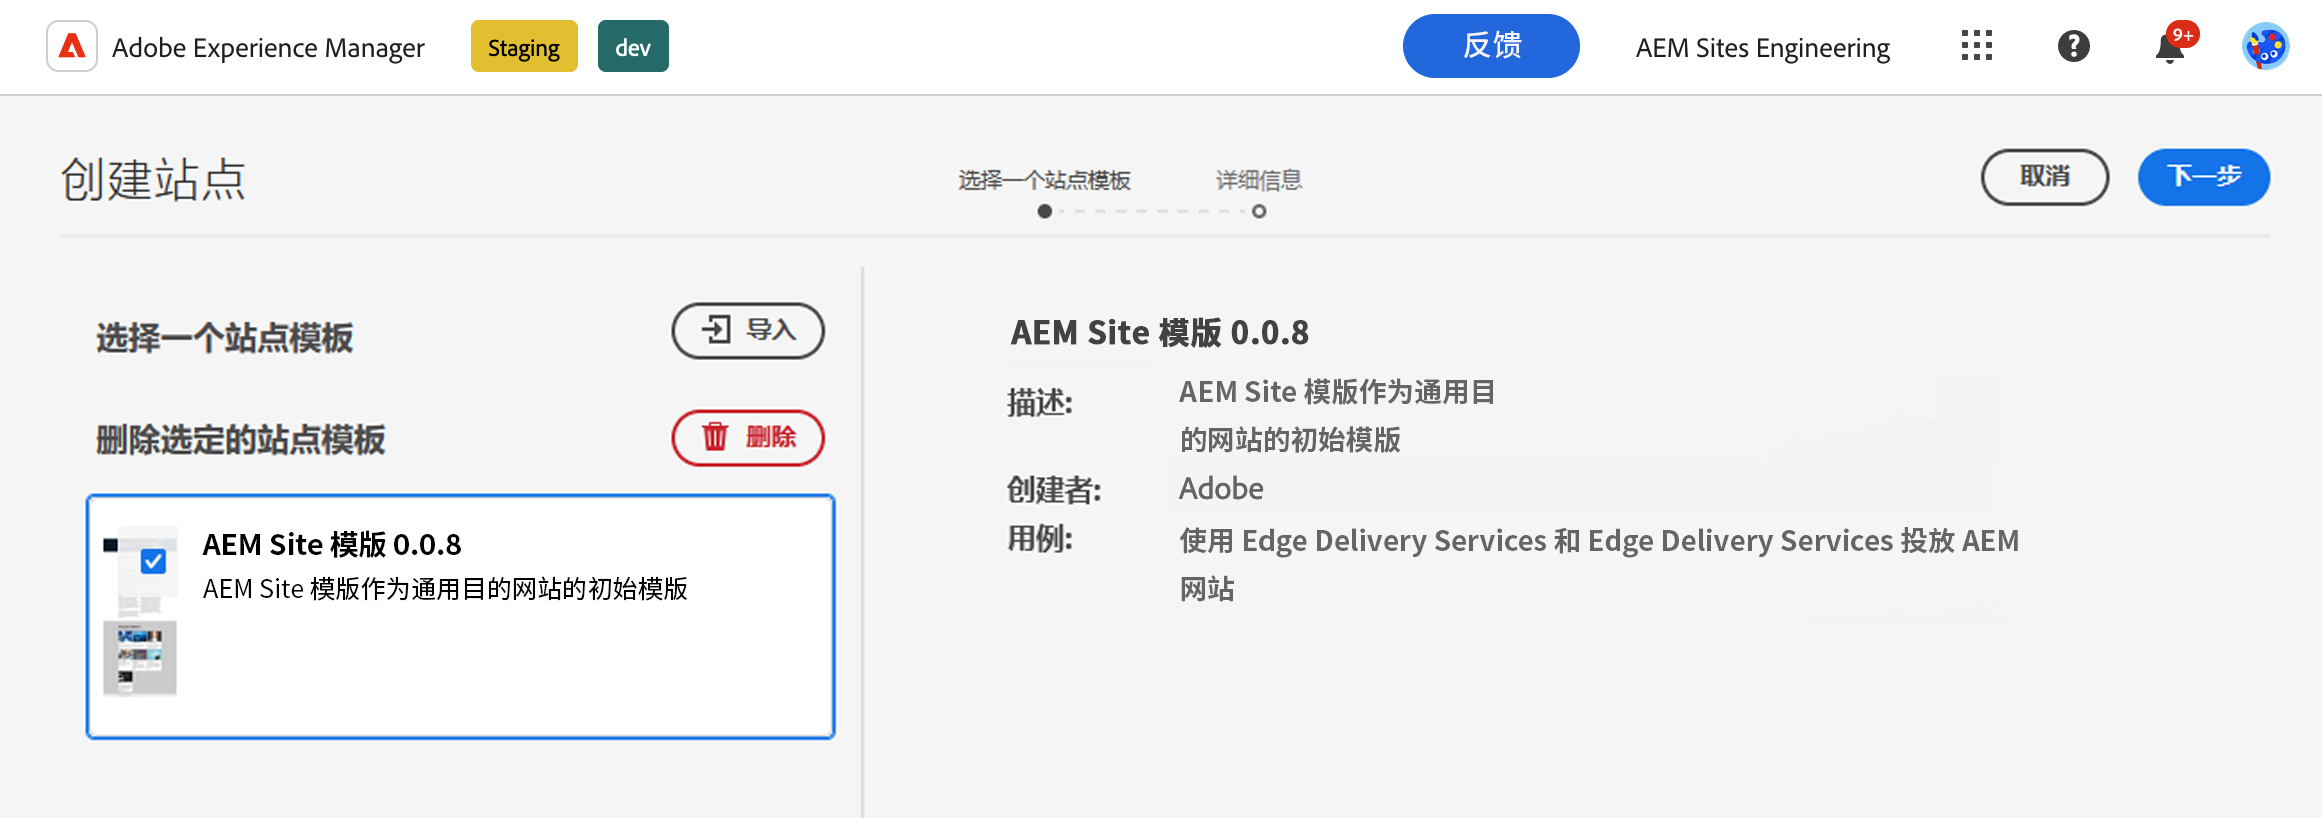 Adobe Experience Manager
Staging
dev
反馈
AEM Sites Engineering
9+
创建站点
选择一个站点模板
详细信息
取消
下一步
选择一个站点模板
导入
删除选定的站点模板
删除
AEM Site 模版 0.0.8
AEM Site 模版作为通用目的网站的初始模版
AEM Site 模版 0.0.8
描述:
AEM Site 模版作为通用目
的网站的初始模版
创建者:
Adobe
用例:
使用 Edge Delivery Services 和 Edge Delivery Services 投放 AEM
网站